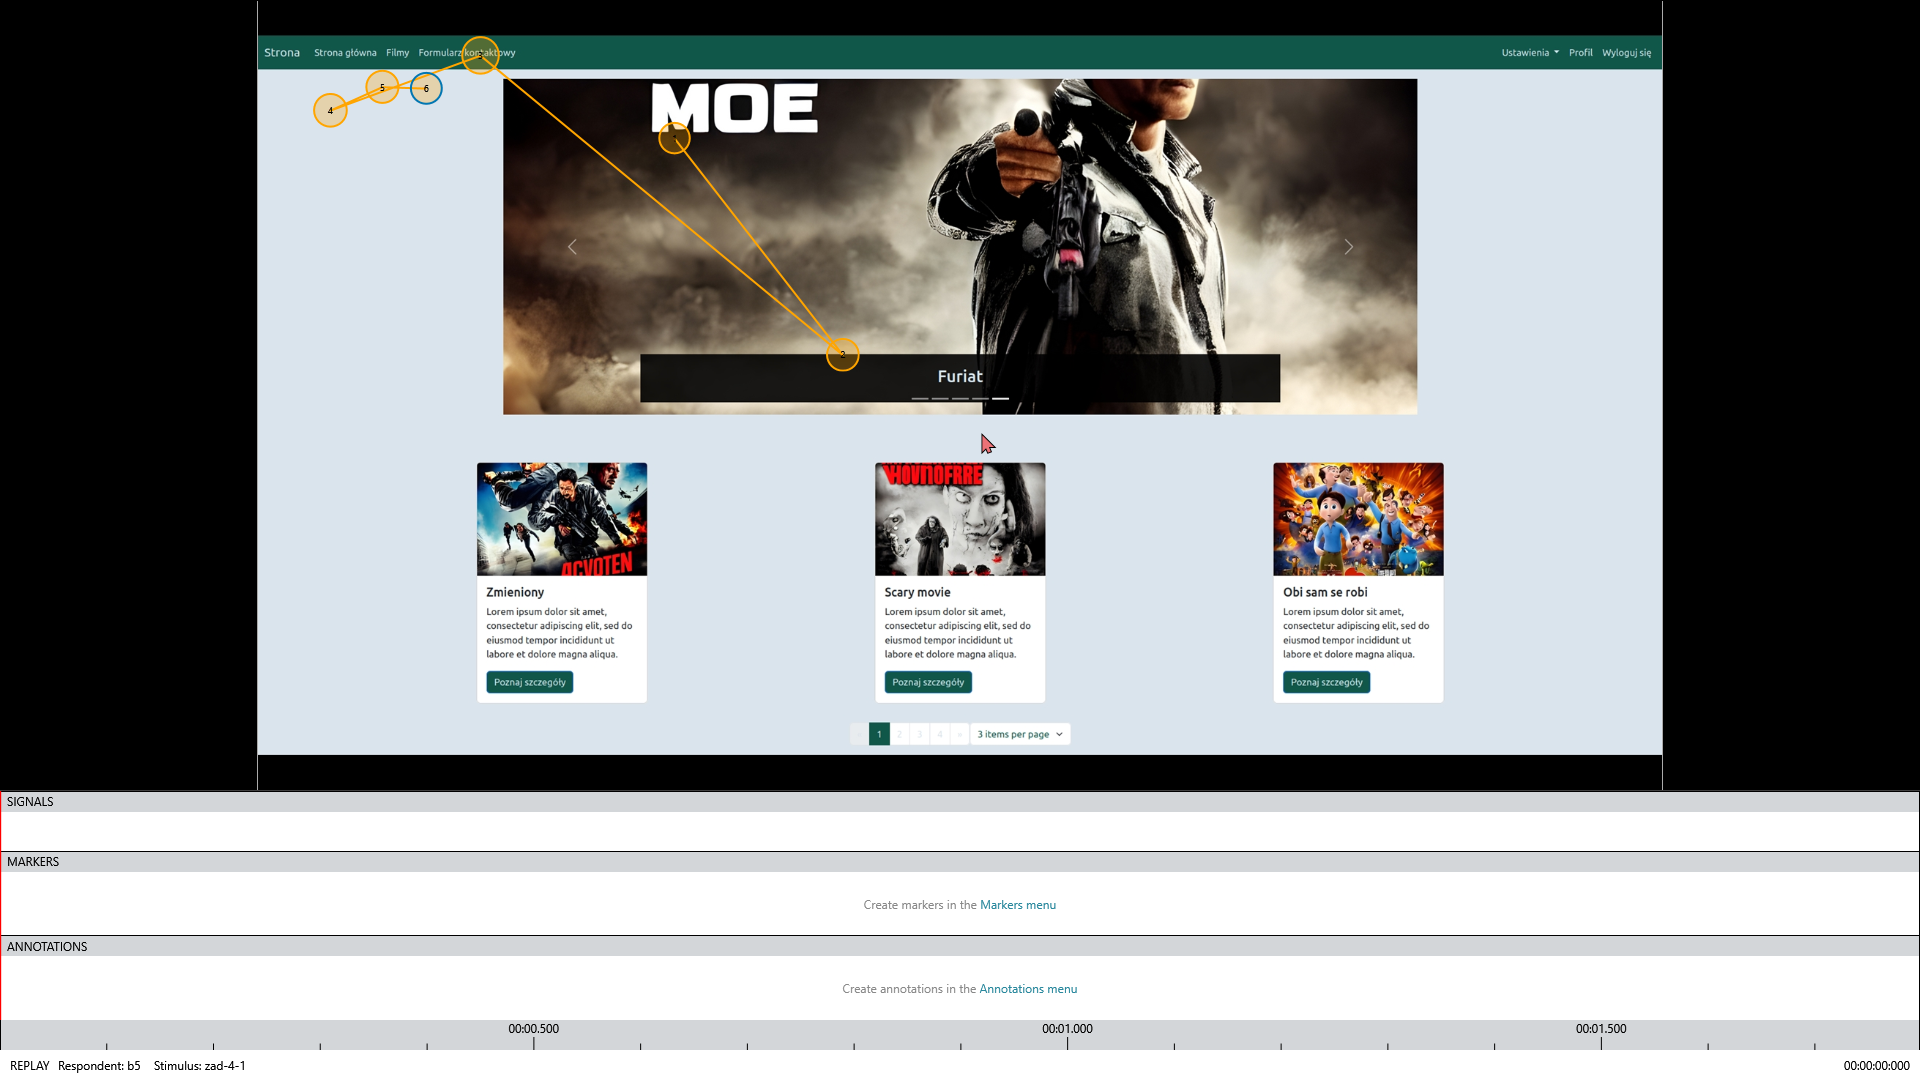 Strona Strona główna Filmy Formularz kontaktowy Ustawienia Profil Wyloguj się
5 6
4
MOE
2
Furiat
HOVNOFRRE
ACVOTEN
Zmieniony
Lorem ipsum dolor sit amet,
consectetur adipiscing elit, sed do
eiusmod tempor incididunt ut
labore et dolore magna aliqua.
Poznaj szczegóły
Scary movie
Lorem ipsum dolor sit amet,
consectetur adipiscing elit, sed do
eiusmod tempor incididunt ut
labore et dolore magna aliqua.
Poznaj szczegóły
Obi sam se robi
Lorem ipsum dolor sit amet,
consectetur adipiscing elit, sed do
eiusmod tempor incididunt ut
labore et dolore magna aliqua.
Poznaj szczegóły
1 2 3 4 » 3 items per page
SIGNALS
MARKERS
Create markers in the Markers menu
ANNOTATIONS
Create annotations in the Annotations menu
00:00.500 00:01.000 00:01.500
REPLAY Respondent: b5 Stimulus: zad-4-1 00:00:00:000